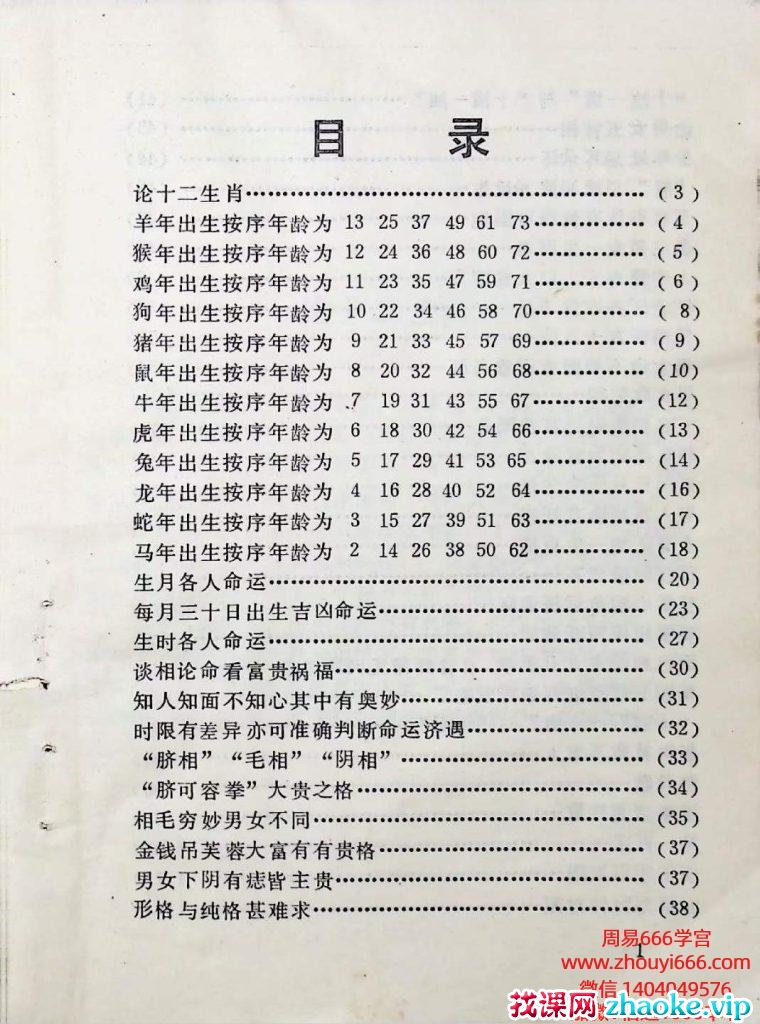 目 录
论十二生肖……………………………………………(3)
羊年出生按序年龄为 13 25 37 49 61 73……………(4)
猴年出生按序年龄为 12 24 36 48 60 72……………(5)
鸡年出生按序年龄为 11 23 35 47 59 71……………(6)
狗年出生按序年龄为 10 22 34 46 58 70……………(8)
猪年出生按序年龄为 9 21 33 45 57 69……………(9)
鼠年出生按序年龄为 8 20 32 44 56 68……………(10)
牛年出生按序年龄为 7 19 31 43 55 67……………(12)
虎年出生按序年龄为 6 18 30 42 54 66……………(13)
兔年出生按序年龄为 5 17 29 41 53 65……………(14)
龙年出生按序年龄为 4 16 28 40 52 64……………(16)
蛇年出生按序年龄为 3 15 27 39 51 63……………(17)
马年出生按序年龄为 2 14 26 38 50 62……………(18)
生月各人命运……………………………………………(20)
每月三十日出生吉凶命运………………………………(23)
生时各人命运……………………………………………(27)
谈相论命看富贵祸福……………………………………(30)
知人知面不知心其中有奥妙……………………………(31)
时限有差异亦可准确判断命运济遇……………………(32)
“脐相”“毛相”“阴相”………………………………(33)
“脐可容拳”大贵之格…………………………………(34)
相毛穷妙男女不同………………………………………(35)
金钱吊芙蓉大富有有贵格………………………………(37)
男女下阴有痣皆主贵……………………………………(37)
形格与纯格甚难求………………………………………(38)
1
周易666学宫
www.zhouyi666.com
微信 1404049576
找课网zhaoke.vip